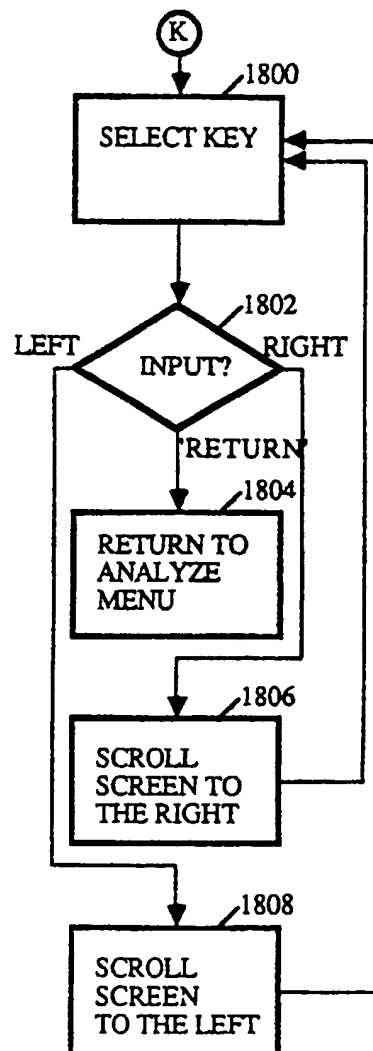 K
1800
SELECT KEY
1802
LEFT
INPUT?
RIGHT
'RETURN'
1804
RETURN TO
ANALYZE
MENU
1806
SCROLL
SCREEN TO
THE RIGHT
1808
SCROLL
SCREEN
TO THE LEFT